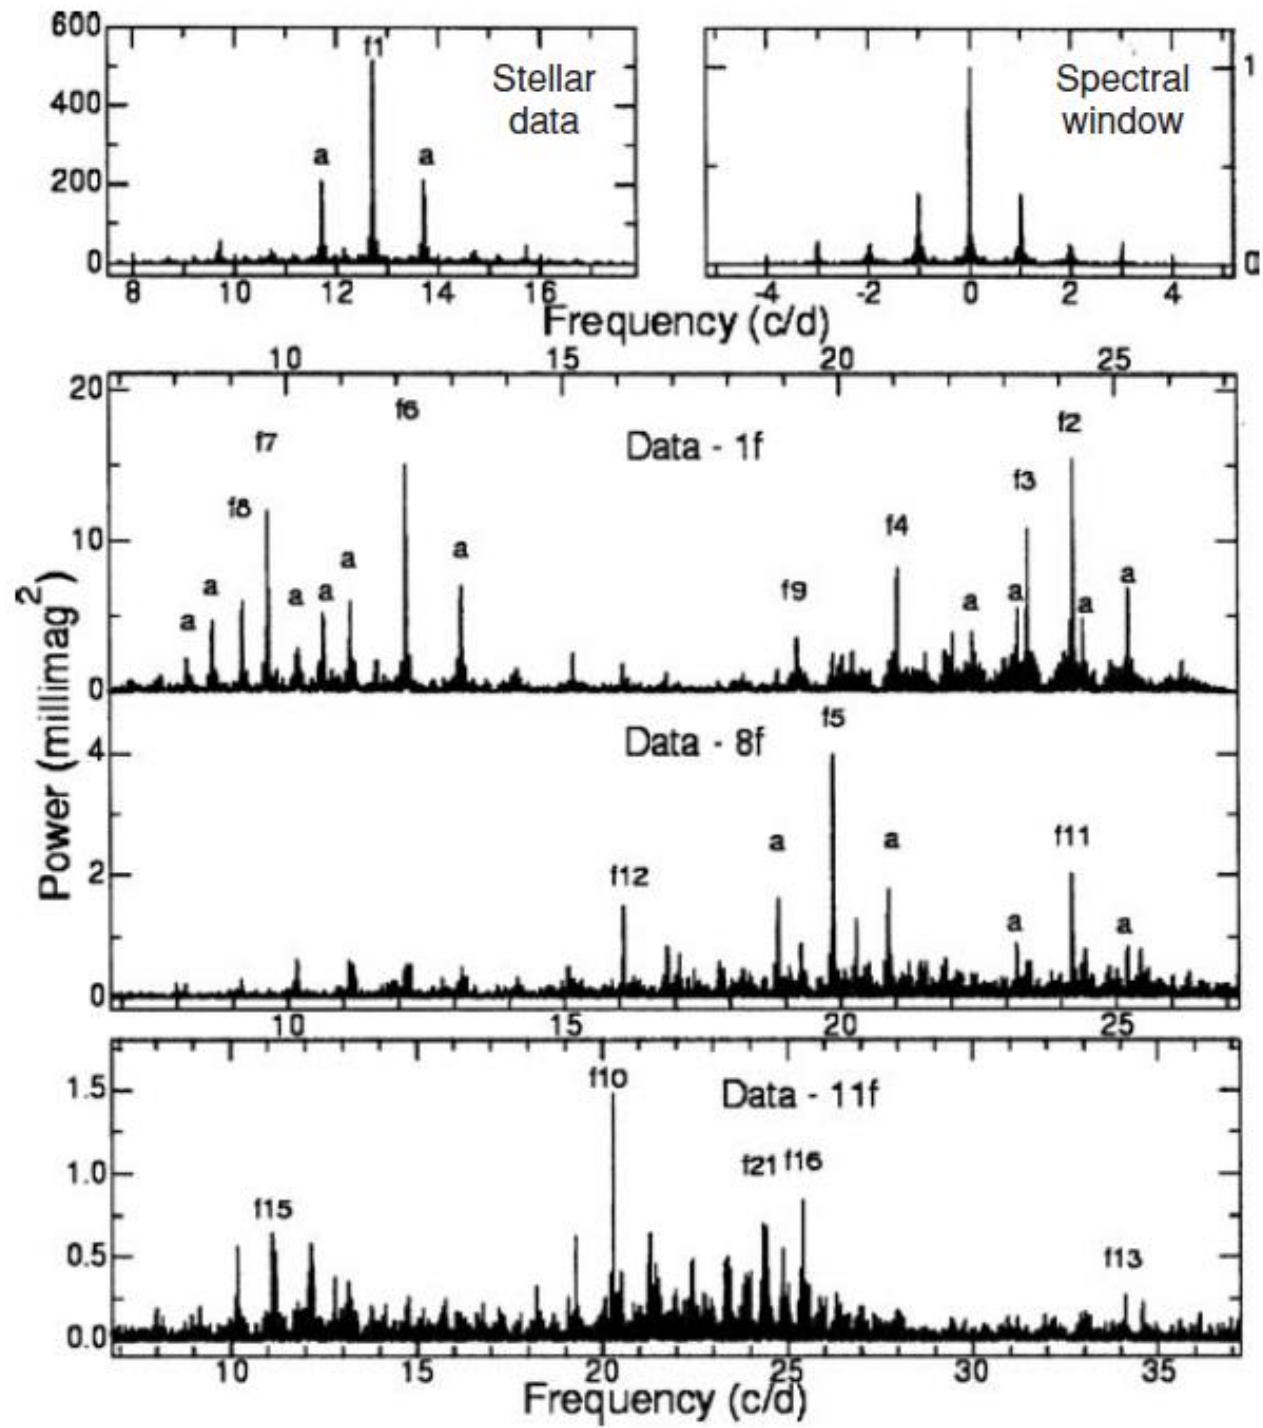 600
400
200
0
f1
a
a
Stellar
data
8
10
12
14
16
Spectral
window
1
0
-4
-2
0
2
4
Frequency (c/d)
10
15
20
25
Power (millimag²)
20
10
0
Data - 1f
f6
f7
f8
f2
f3
f4
f9
a
a
a
a
a
a
a
a
a
a
4
2
0
Data - 8f
f5
a
a
f12
f11
a
a
10
15
20
25
1.5
1.0
0.5
0.0
Data - 11f
f10
f21
f16
f15
f13
10
15
20
25
30
35
Frequency (c/d)